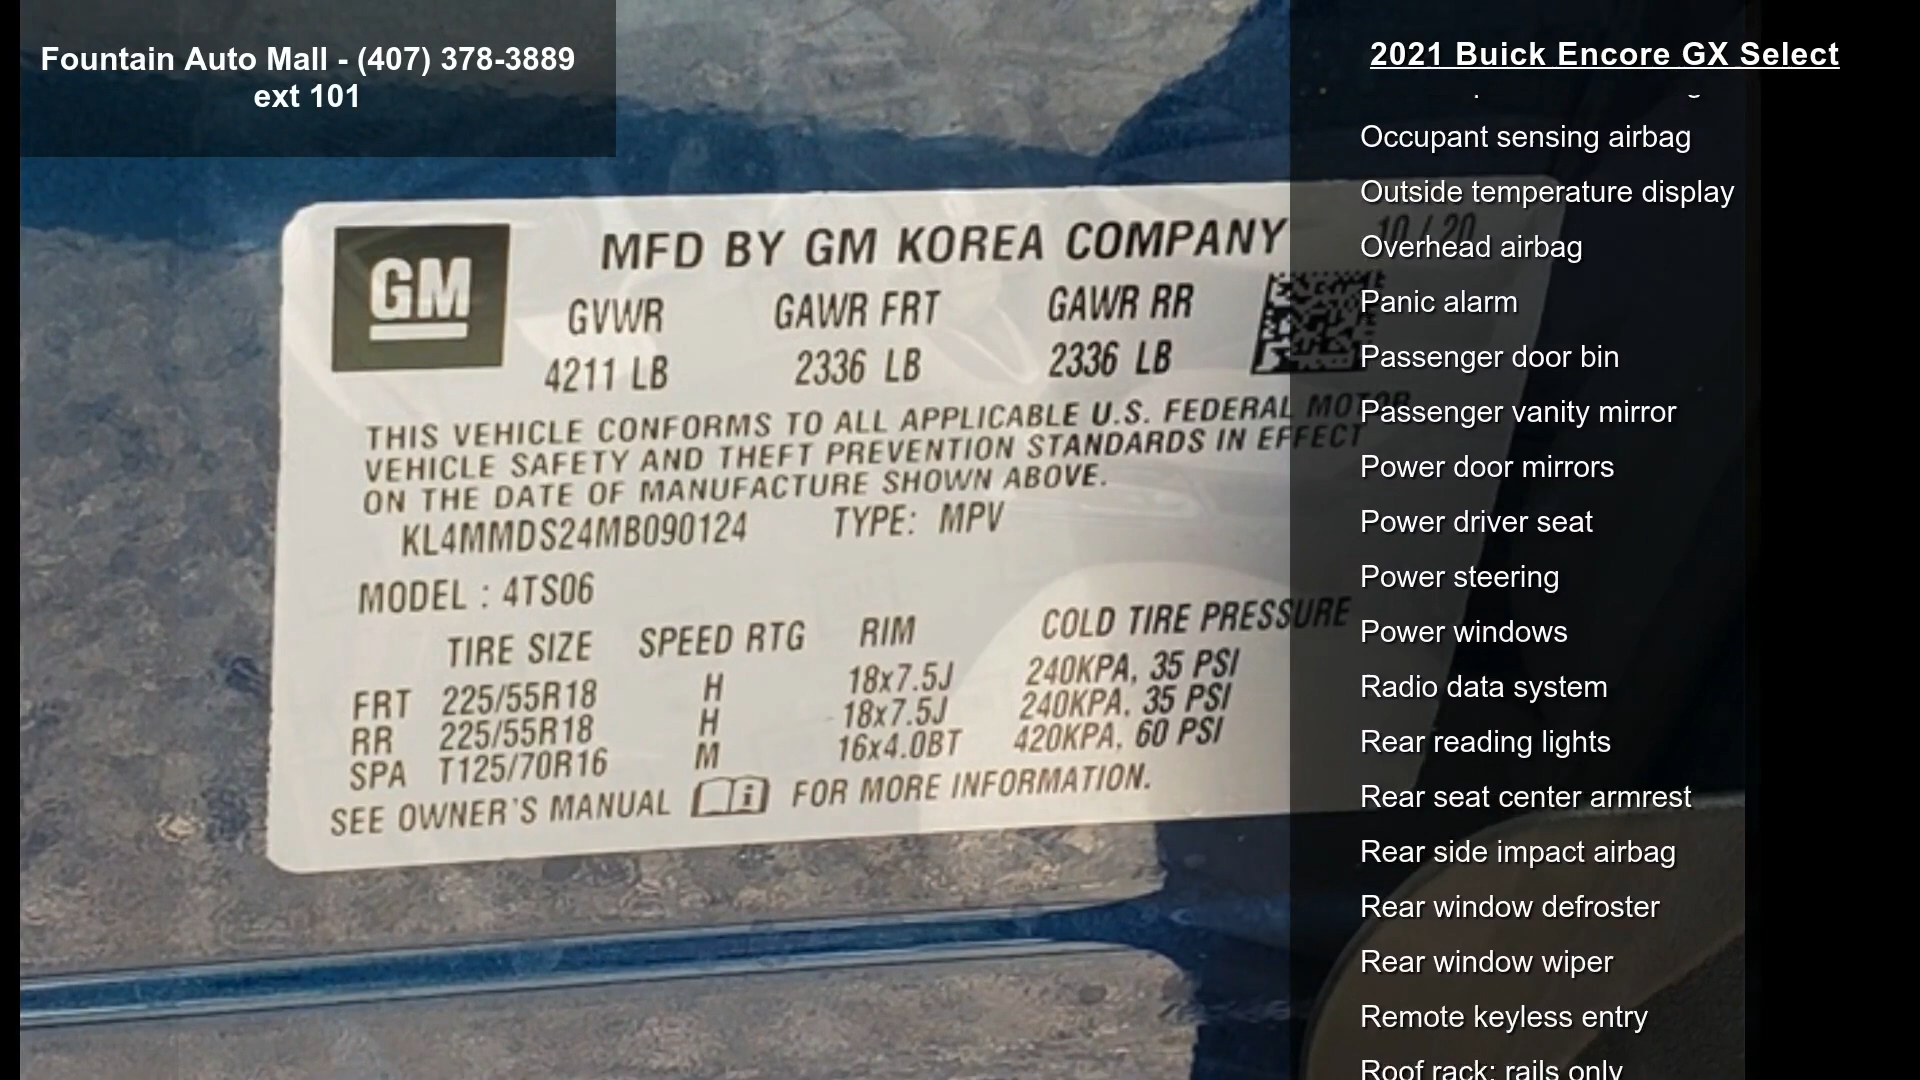 Fountain Auto Mall - (407) 378-3889
ext 101
2021 Buick Encore GX Select
GM
MFD BY GM KOREA COMPANY 10 / 20
GVWR GAWR FRT GAWR RR
4211 LB 2336 LB 2336 LB
THIS VEHICLE CONFORMS TO ALL APPLICABLE U.S. FEDERAL MOTOR
VEHICLE SAFETY AND THEFT PREVENTION STANDARDS IN EFFECT
ON THE DATE OF MANUFACTURE SHOWN ABOVE.
KL4MMDS24MB090124 TYPE: MPV
MODEL : 4TS06
TIRE SIZE SPEED RTG RIM COLD TIRE PRESSURE
FRT 225/55R18 H 18x7.5J 240KPA, 35 PSI
RR 225/55R18 H 18x7.5J 240KPA, 35 PSI
SPA T125/70R16 M 16x4.0BT 420KPA, 60 PSI
SEE OWNER'S MANUAL FOR MORE INFORMATION.
Occupant sensing airbag
Outside temperature display
Overhead airbag
Panic alarm
Passenger door bin
Passenger vanity mirror
Power door mirrors
Power driver seat
Power steering
Power windows
Radio data system
Rear reading lights
Rear seat center armrest
Rear side impact airbag
Rear window defroster
Rear window wiper
Remote keyless entry
Roof rack: rails only